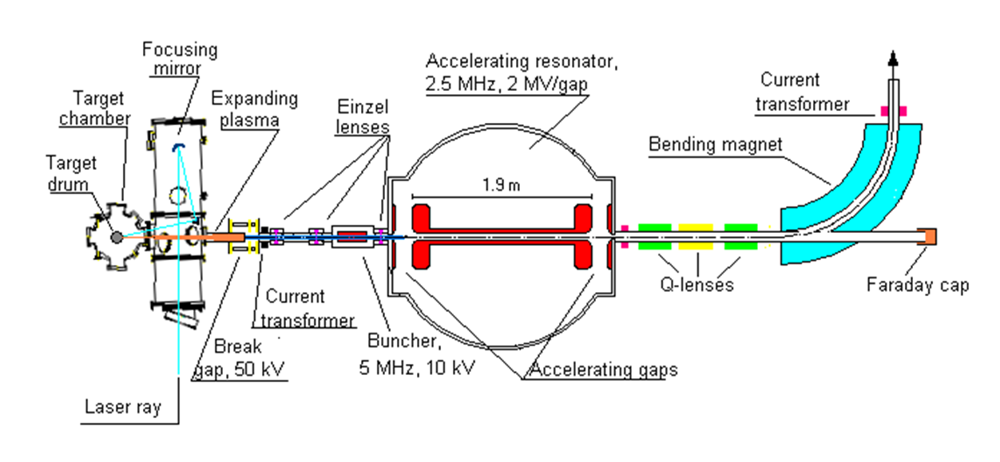 Focusing
mirror
Target
chamber
Target
drum
Expanding
plasma
Einzel
lenses
Accelerating resonator,
2.5 MHz, 2 MV/gap
1.9 m
Current
transformer
Bending magnet
Q-lenses
Faraday cap
Current
transformer
Break
gap, 50 kV
Buncher,
5 MHz, 10 kV
Accelerating gaps
Laser ray